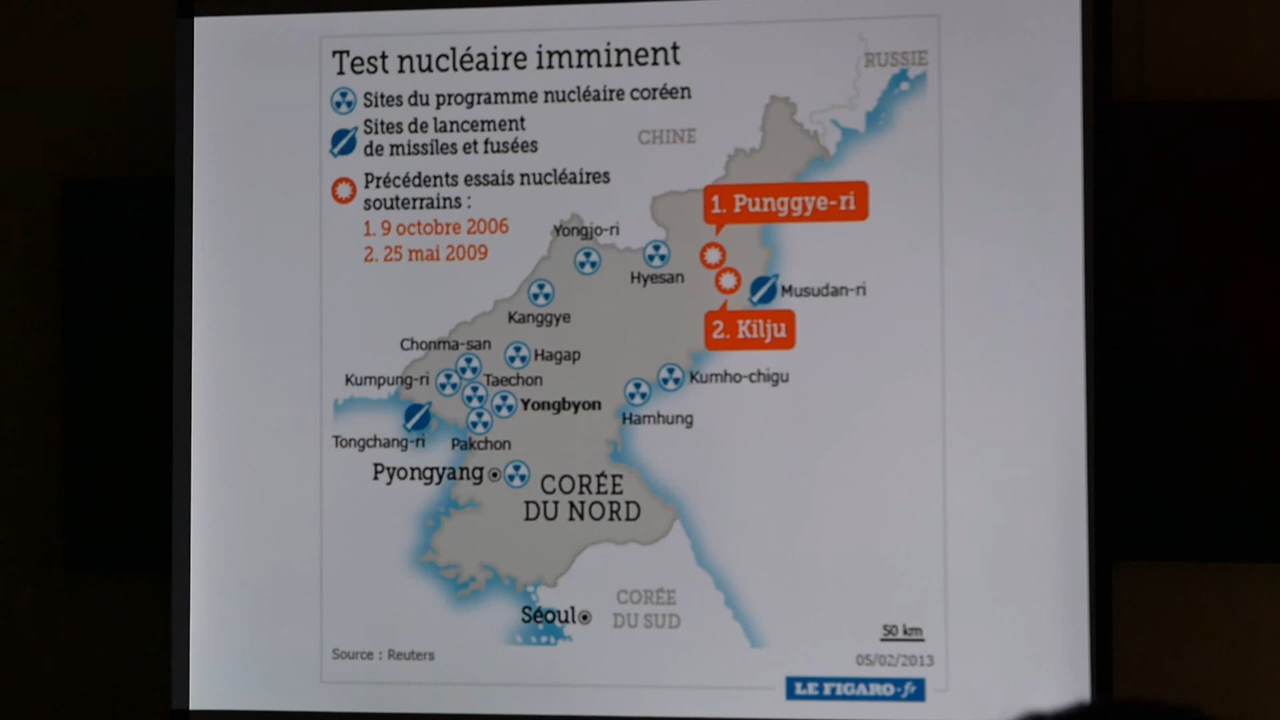 Test nucléaire imminent
Sites du programme nucléaire coréen
Sites de lancement
de missiles et fusées
Précédents essais nucléaires
souterrains :
1. 9 octobre 2006
2. 25 mai 2009
RUSSIE
CHINE
1. Punggye-ri
Yongjo-ri
Hyesan
Musudan-ri
Kanggye
2. Kilju
Chonma-san
Hagap
Kumpung-ri
Taechon
Kumho-chigu
Yongbyon
Hamhung
Tongchang-ri
Pakchon
Pyongyang
CORÉE
DU NORD
Séoul
CORÉE
DU SUD
50 km
Source : Reuters
05/02/2013
LE FIGARO·fr